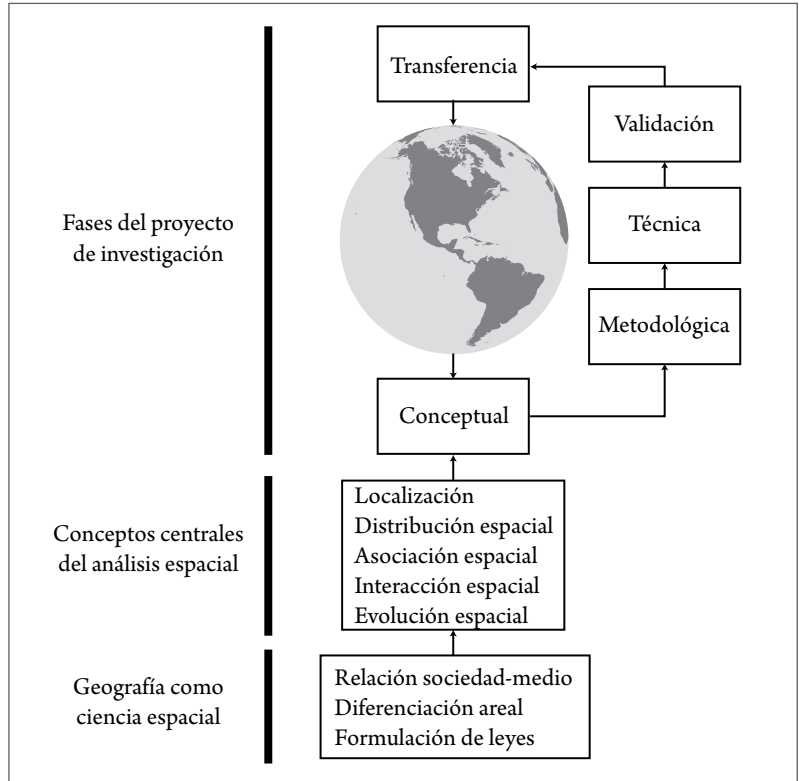 Transferencia
Validación
Técnica
Metodológica
Fases del proyecto
de investigación
Conceptual
Conceptos centrales
del análisis espacial
Localización
Distribución espacial
Asociación espacial
Interacción espacial
Evolución espacial
Geografía como
ciencia espacial
Relación sociedad-medio
Diferenciación areal
Formulación de leyes